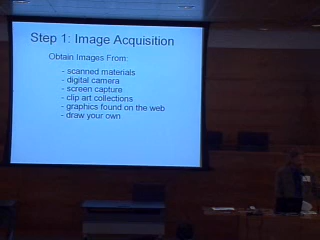 Step 1: Image Acquisition
Obtain Images From:
- scanned materials
- digital camera
- screen capture
- clip art collections
- graphics found on the web
- draw your own